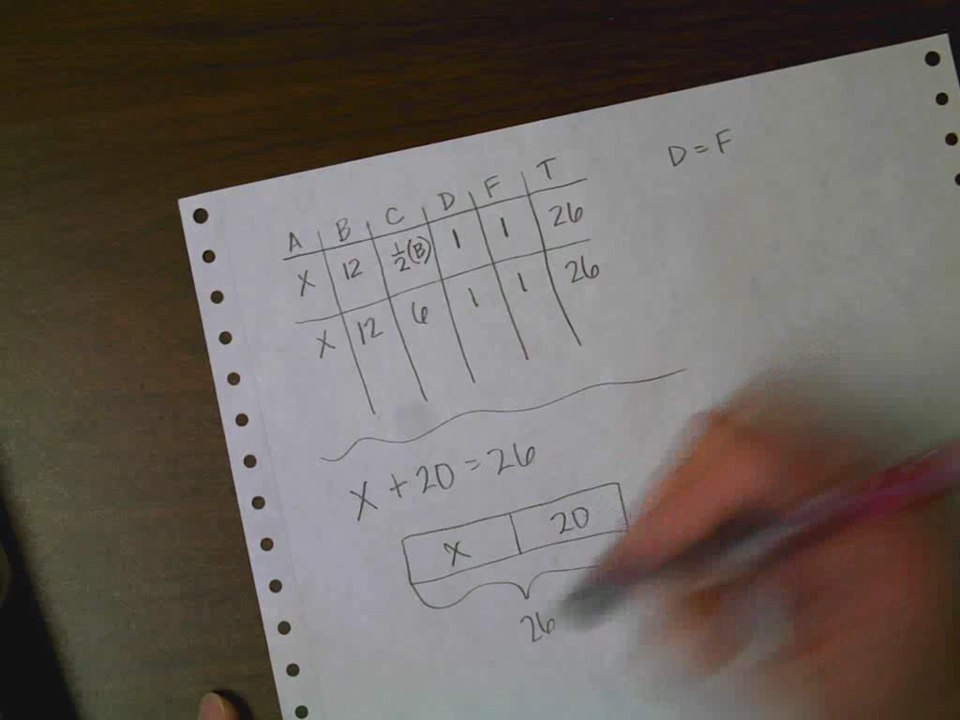 A B C D F T
X 12 1/2(B) 1 1 26
X 12 6 1 1 26
D = F
X + 20 = 26
X 20
26